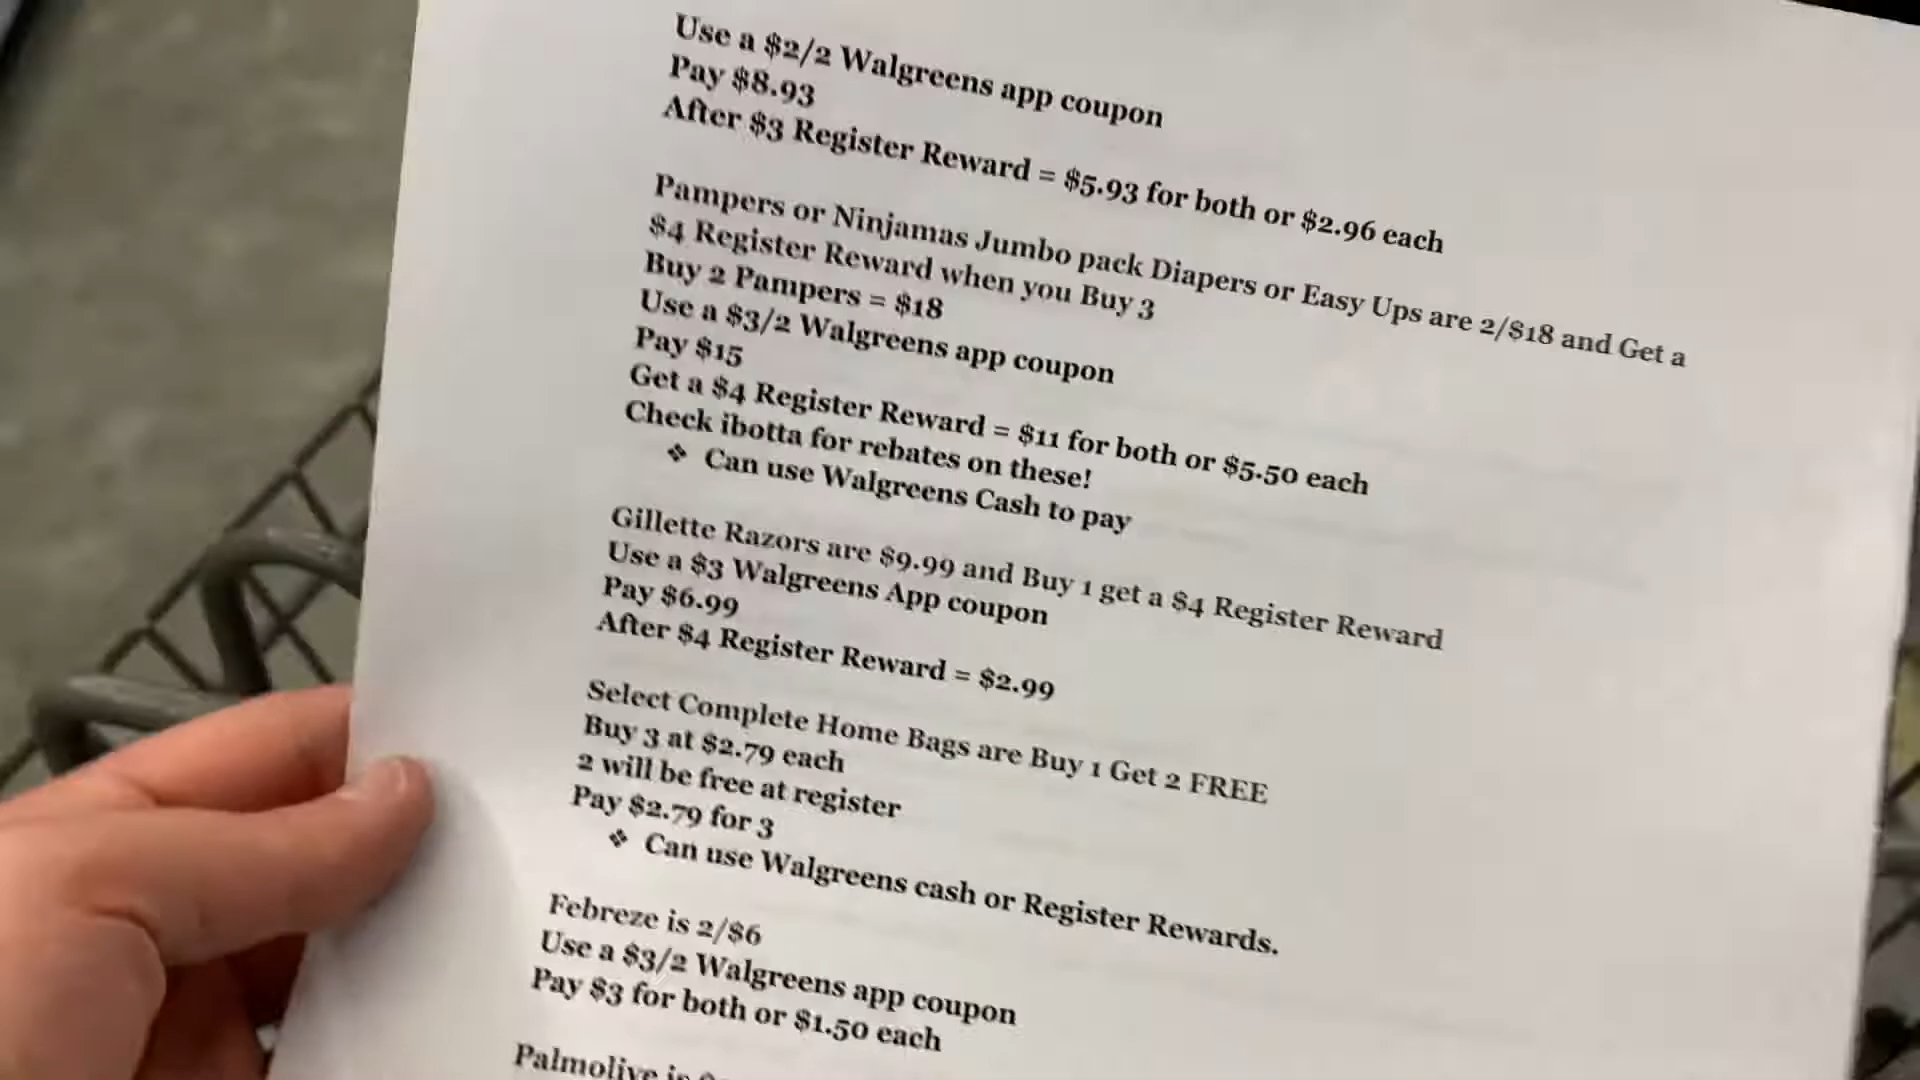 Use a $2/2 Walgreens app coupon
Pay $8.93
After $3 Register Reward = $5.93 for both or $2.96 each
Pampers or Ninjamas Jumbo pack Diapers or Easy Ups are 2/$18 and Get a
$4 Register Reward when you Buy 3
Buy 2 Pampers = $18
Use a $3/2 Walgreens app coupon
Pay $15
Get a $4 Register Reward = $11 for both or $5.50 each
Check ibotta for rebates on these!
❖ Can use Walgreens Cash to pay
Gillette Razors are $9.99 and Buy 1 get a $4 Register Reward
Use a $3 Walgreens App coupon
Pay $6.99
After $4 Register Reward = $2.99
Select Complete Home Bags are Buy 1 Get 2 FREE
Buy 3 at $2.79 each
2 will be free at register
Pay $2.79 for 3
❖ Can use Walgreens cash or Register Rewards.
Febreze is 2/$6
Use a $3/2 Walgreens app coupon
Pay $3 for both or $1.50 each
Palmolive is